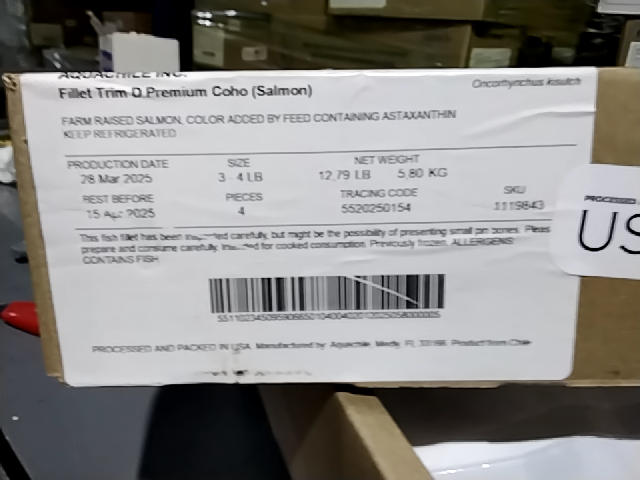 AQUACHILE INC.
Fillet Trim D Premium Coho (Salmon)
Oncorhynchus kisutch
FARM RAISED SALMON, COLOR ADDED BY FEED CONTAINING ASTAXANTHIN
KEEP REFRIGERATED
PRODUCTION DATE SIZE NET WEIGHT
28 Mar 2025 3 - 4 LB 12.79 LB 5.80 KG
BEST BEFORE PIECES TRACING CODE SKU
15 Apr 2025 4 5520250154 1119843
This fish fillet has been carefully, but might be the possibility of presenting small pin bones. Please
prepare and consume carefully. for cooked consumption. Previously frozen. ALLERGENS:
CONTAINS FISH
PROCESSED AND PACKED IN USA. Manufactured by: Aquachile, FL Product from Chile
PROCESSED
US